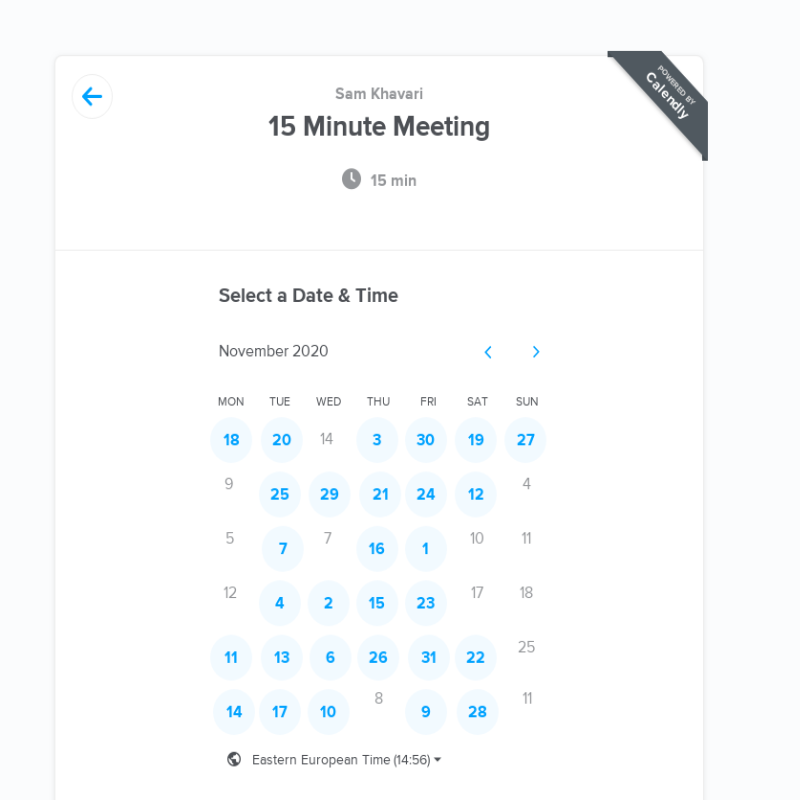 POWERED BY
Calendly
Sam Khavari
15 Minute Meeting
15 min
Select a Date & Time
November 2020
MON TUE WED THU FRI SAT SUN
18 20 14 3 30 19 27
9 25 29 21 24 12 4
5 7 7 16 1 10 11
12 4 2 15 23 17 18
11 13 6 26 31 22 25
14 17 10 8 9 28 11
Eastern European Time (14:56)